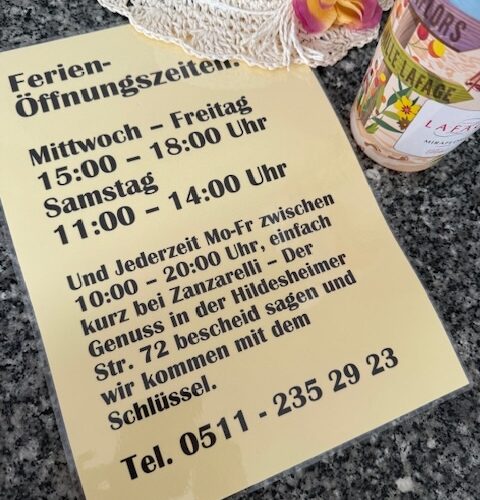 Ferien-
Öffnungszeiten:
Mittwoch – Freitag
15:00 – 18:00 Uhr
Samstag
11:00 – 14:00 Uhr
Und Jederzeit Mo-Fr zwischen
10:00 – 20:00 Uhr, einfach
kurz bei Zanzarelli – Der
Genuss in der Hildesheimer
Str. 72 bescheid sagen und
wir kommen mit dem
Schlüssel.
Tel. 0511 - 235 29 23
LAFAGE